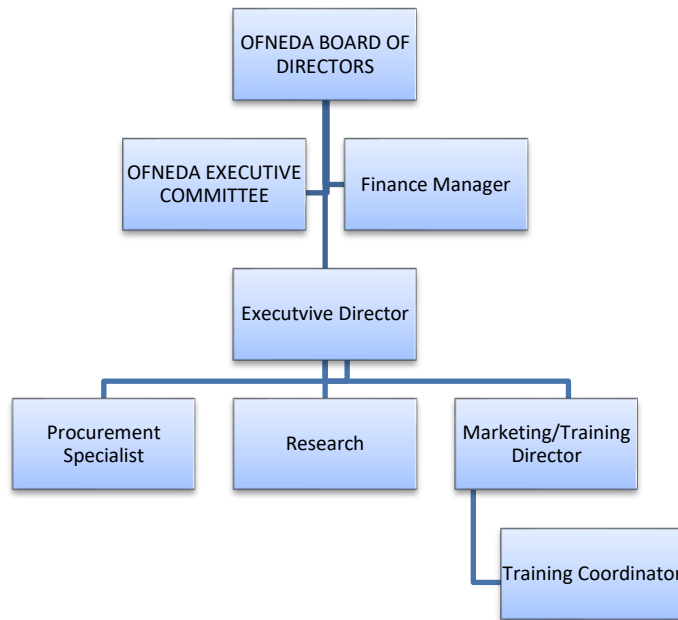 OFNEDA BOARD OF
DIRECTORS
OFNEDA EXECUTIVE
COMMITTEE
Finance Manager
Executvive Director
Procurement
Specialist
Research
Marketing/Training
Director
Training Coordinator